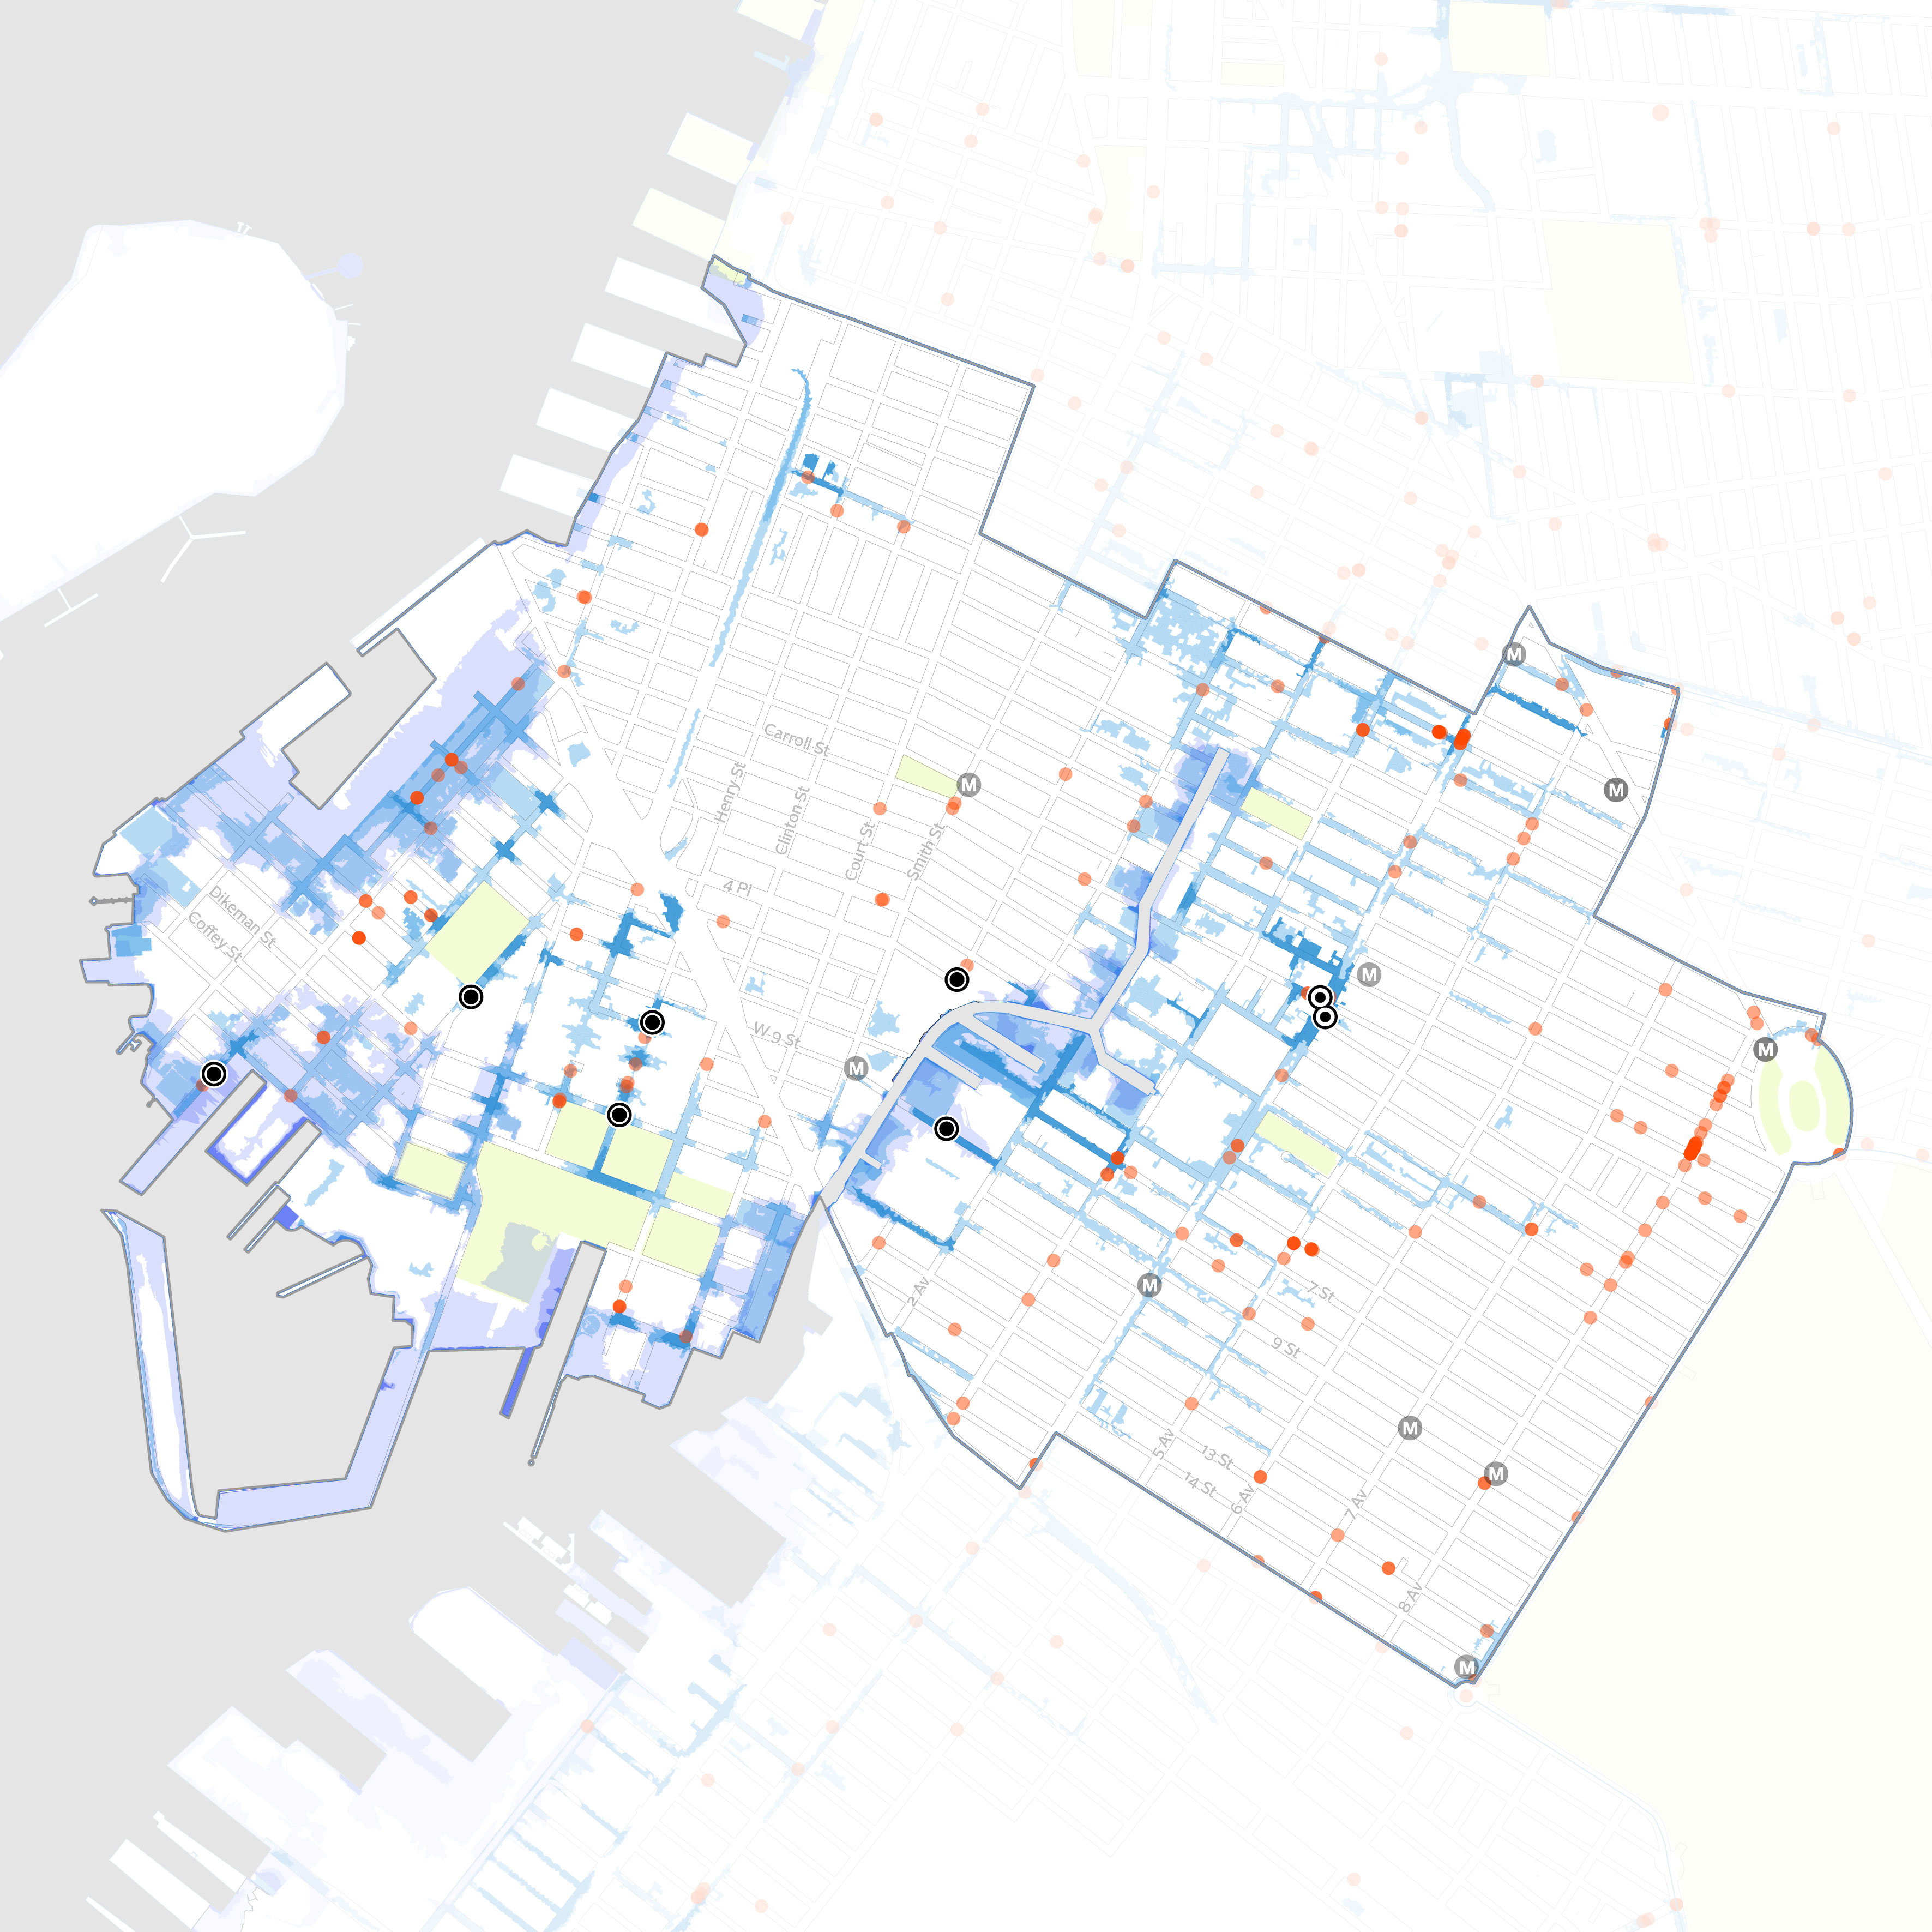 M
Carroll St
M
M
Henry St
Clinton St
Court St
Smith St
4 Pl
Dikeman St
Coffey St
M
W 9 St
M
M
M
2 Av
7 St
9 St
M
5 Av
13 St
14 St
6 Av
7 Av
M
8 Av
M